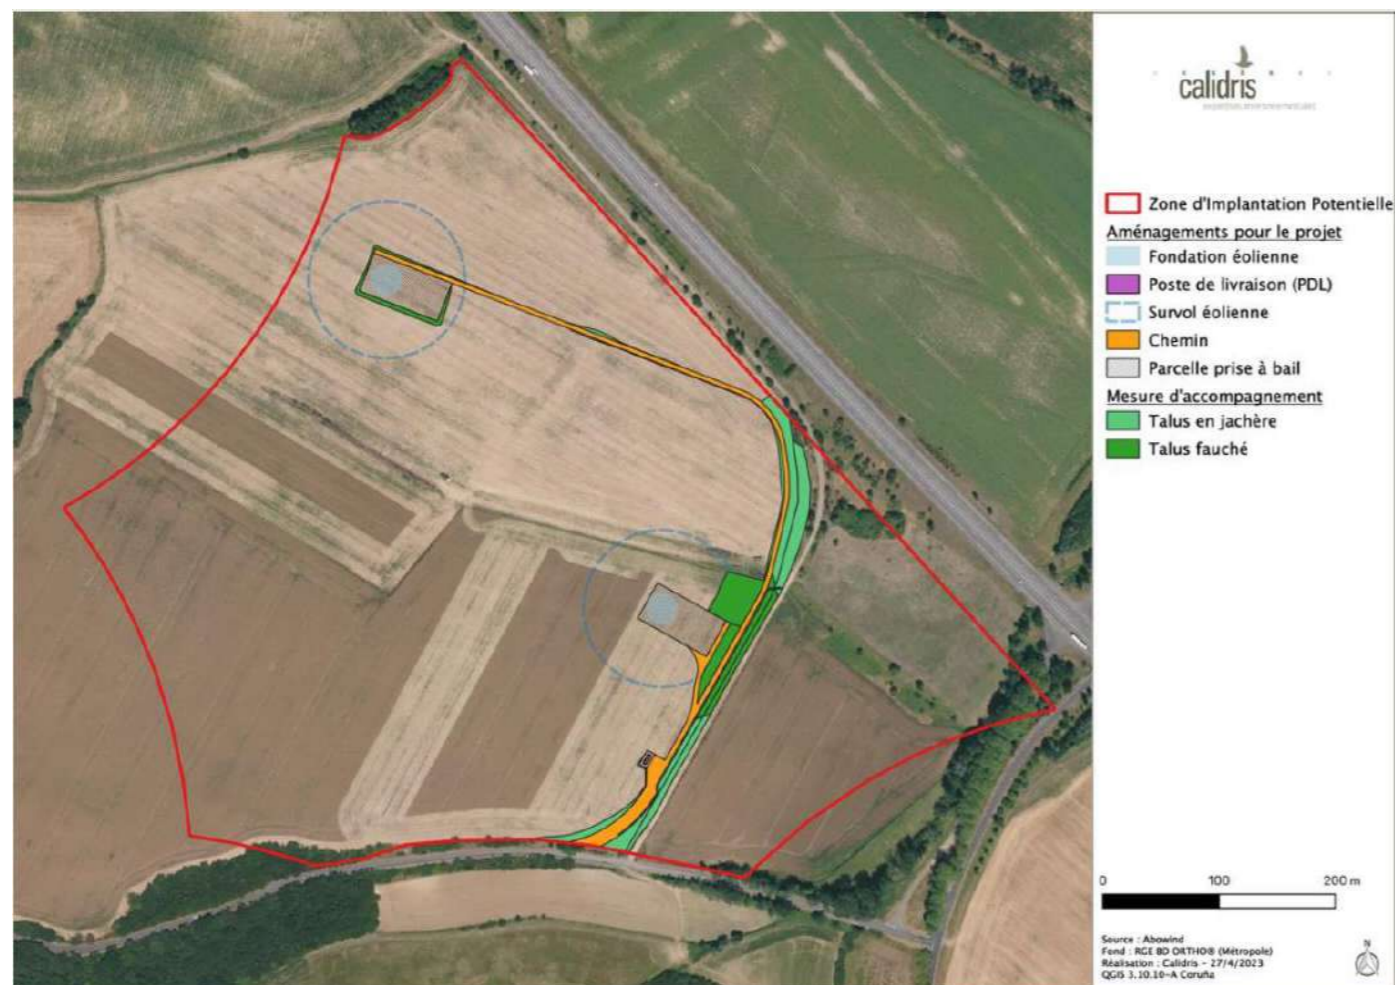 calidris
Zone d'Implantation Potentielle
Aménagements pour le projet
Fondation éolienne
Poste de livraison (PDL)
Survol éolienne
Chemin
Parcelle prise à bail
Mesure d'accompagnement
Talus en jachère
Talus fauché
0 100 200 m
Source : Abowind
Fond : RGE BD ORTHO® (Métropole)
Réalisation : Calidris - 27/4/2023
QGIS 3.10.10-A Coruña
N